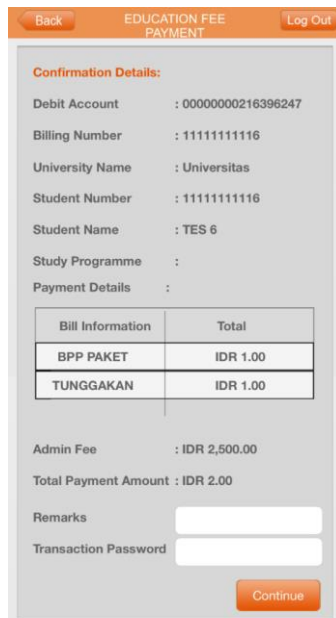 Back
EDUCATION FEE
PAYMENT
Log Out
Confirmation Details:
Debit Account : 00000000216396247
Billing Number : 11111111116
University Name : Universitas
Student Number : 11111111116
Student Name : TES 6
Study Programme :
Payment Details :
Bill Information Total
BPP PAKET IDR 1.00
TUNGGAKAN IDR 1.00
Admin Fee : IDR 2,500.00
Total Payment Amount : IDR 2.00
Remarks
Transaction Password
Continue